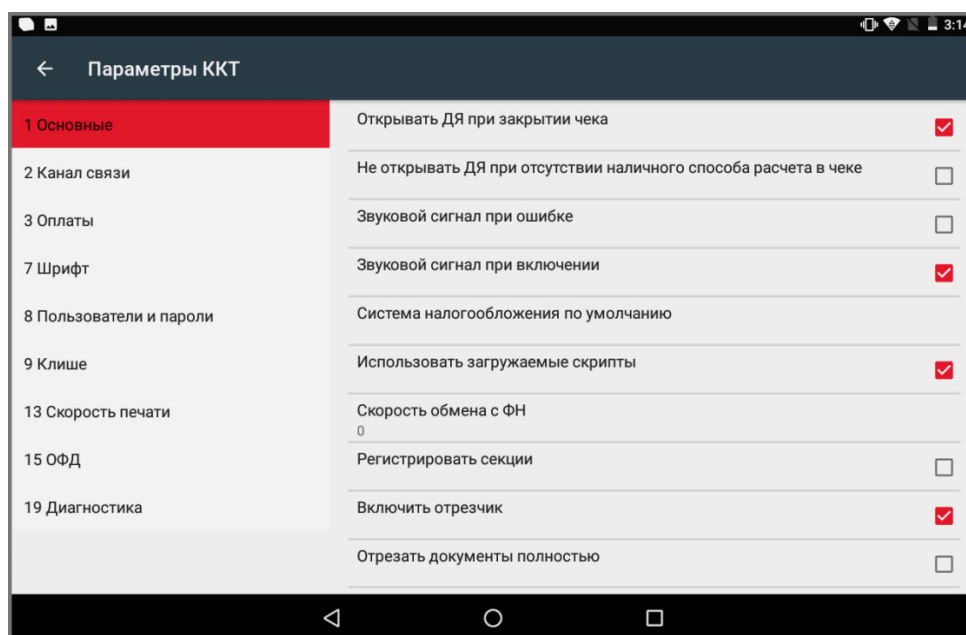 3:14
Параметры ККТ
1 Основные
2 Канал связи
3 Оплаты
7 Шрифт
8 Пользователи и пароли
9 Клише
13 Скорость печати
15 ОФД
19 Диагностика
Открывать ДЯ при закрытии чека
Не открывать ДЯ при отсутствии наличного способа расчета в чеке
Звуковой сигнал при ошибке
Звуковой сигнал при включении
Система налогообложения по умолчанию
Использовать загружаемые скрипты
Скорость обмена с ФН
0
Регистрировать секции
Включить отрезчик
Отрезать документы полностью